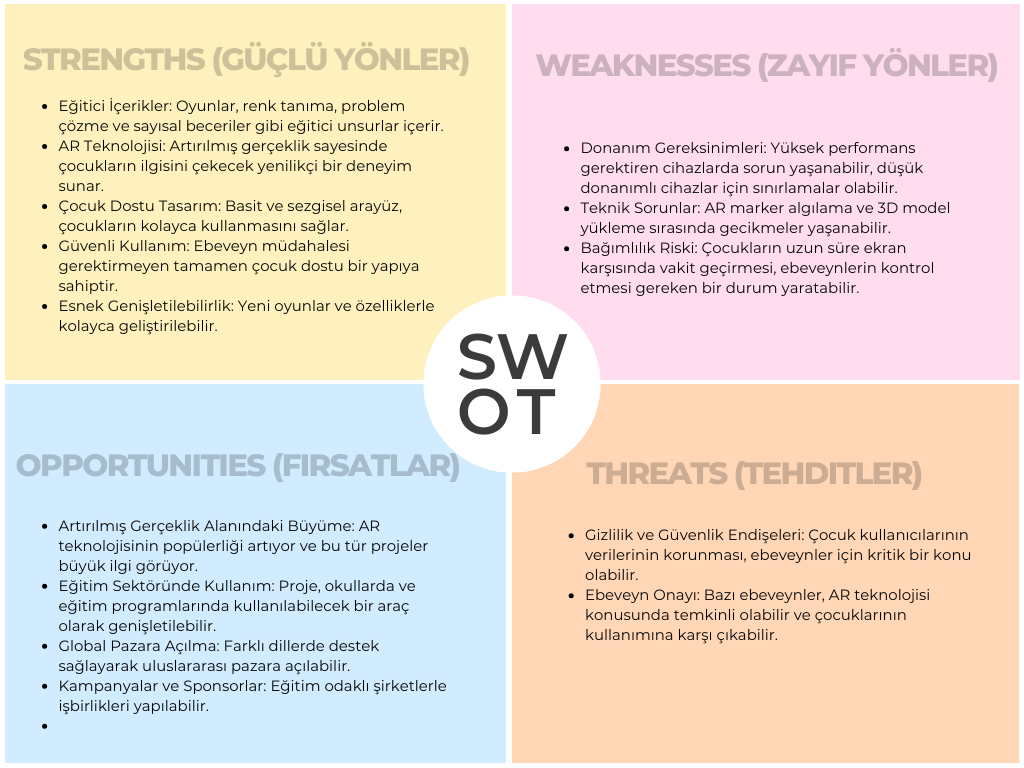 STRENGTHS (GÜÇLÜ YÖNLER)
• Eğitici İçerikler: Oyunlar, renk tanıma, problem
çözme ve sayısal beceriler gibi eğitici unsurlar içerir.
• AR Teknolojisi: Artırılmış gerçeklik sayesinde
çocukların ilgisini çekecek yenilikçi bir deneyim
sunar.
• Çocuk Dostu Tasarım: Basit ve sezgisel arayüz,
çocukların kolayca kullanmasını sağlar.
• Güvenli Kullanım: Ebeveyn müdahalesi
gerektirmeyen tamamen çocuk dostu bir yapıya
sahiptir.
• Esnek Genişletilebilirlik: Yeni oyunlar ve özelliklerle
kolayca geliştirilebilir.
WEAKNESSES (ZAYIF YÖNLER)
• Donanım Gereksinimleri: Yüksek performans
gerektiren cihazlarda sorun yaşanabilir, düşük
donanımlı cihazlar için sınırlamalar olabilir.
• Teknik Sorunlar: AR marker algılama ve 3D model
yükleme sırasında gecikmeler yaşanabilir.
• Bağımlılık Riski: Çocukların uzun süre ekran
karşısında vakit geçirmesi, ebeveynlerin kontrol
etmesi gereken bir durum yaratabilir.
SW
OT
OPPORTUNITIES (FIRSATLAR)
• Artırılmış Gerçeklik Alanındaki Büyüme: AR
teknolojisinin popülerliği artıyor ve bu tür projeler
büyük ilgi görüyor.
• Eğitim Sektöründe Kullanım: Proje, okullarda ve
eğitim programlarında kullanılabilecek bir araç
olarak genişletilebilir.
• Global Pazara Açılma: Farklı dillerde destek
sağlayarak uluslararası pazara açılabilir.
• Kampanyalar ve Sponsorlar: Eğitim odaklı şirketlerle
işbirlikleri yapılabilir.
•
THREATS (TEHDITLER)
• Gizlilik ve Güvenlik Endişeleri: Çocuk kullanıcılarının
verilerinin korunması, ebeveynler için kritik bir konu
olabilir.
• Ebeveyn Onayı: Bazı ebeveynler, AR teknolojisi
konusunda temkinli olabilir ve çocuklarının
kullanımına karşı çıkabilir.